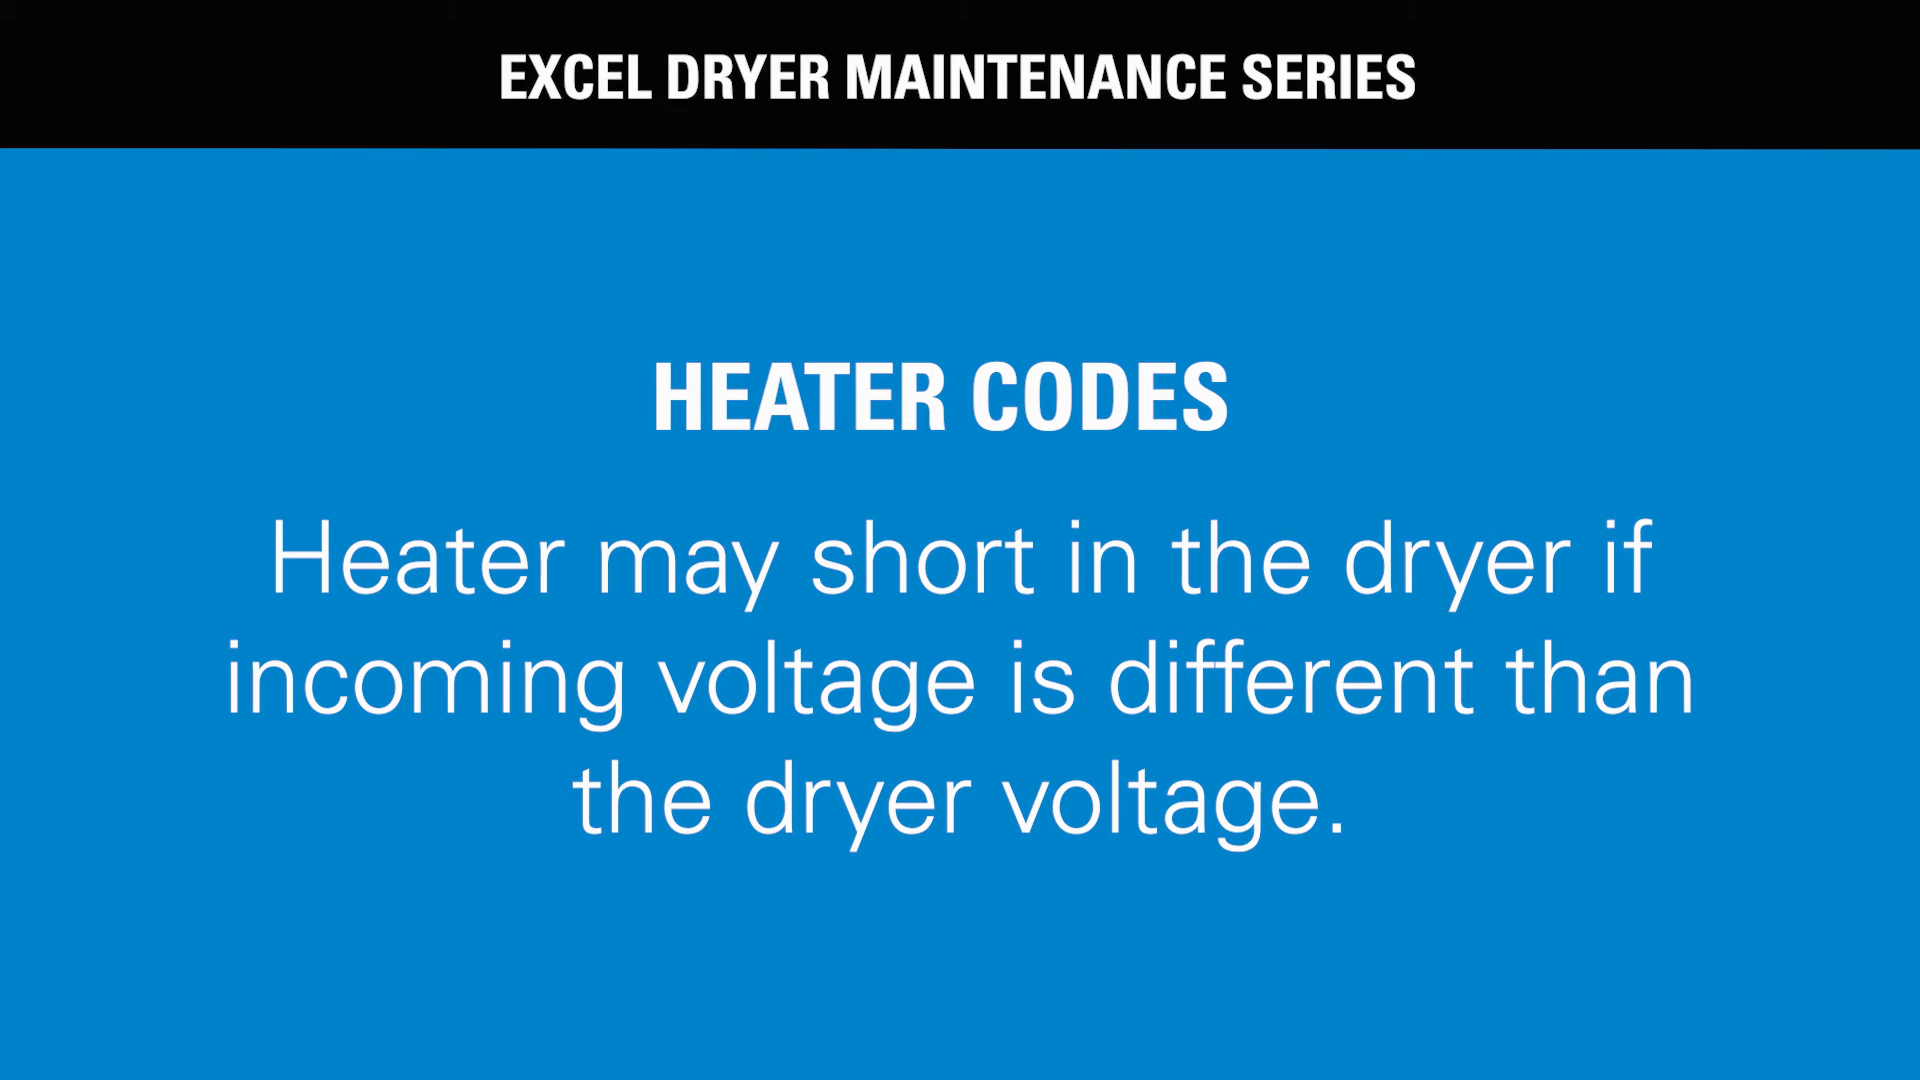 EXCEL DRYER MAINTENANCE SERIES
HEATER CODES
Heater may short in the dryer if
incoming voltage is different than
the dryer voltage.